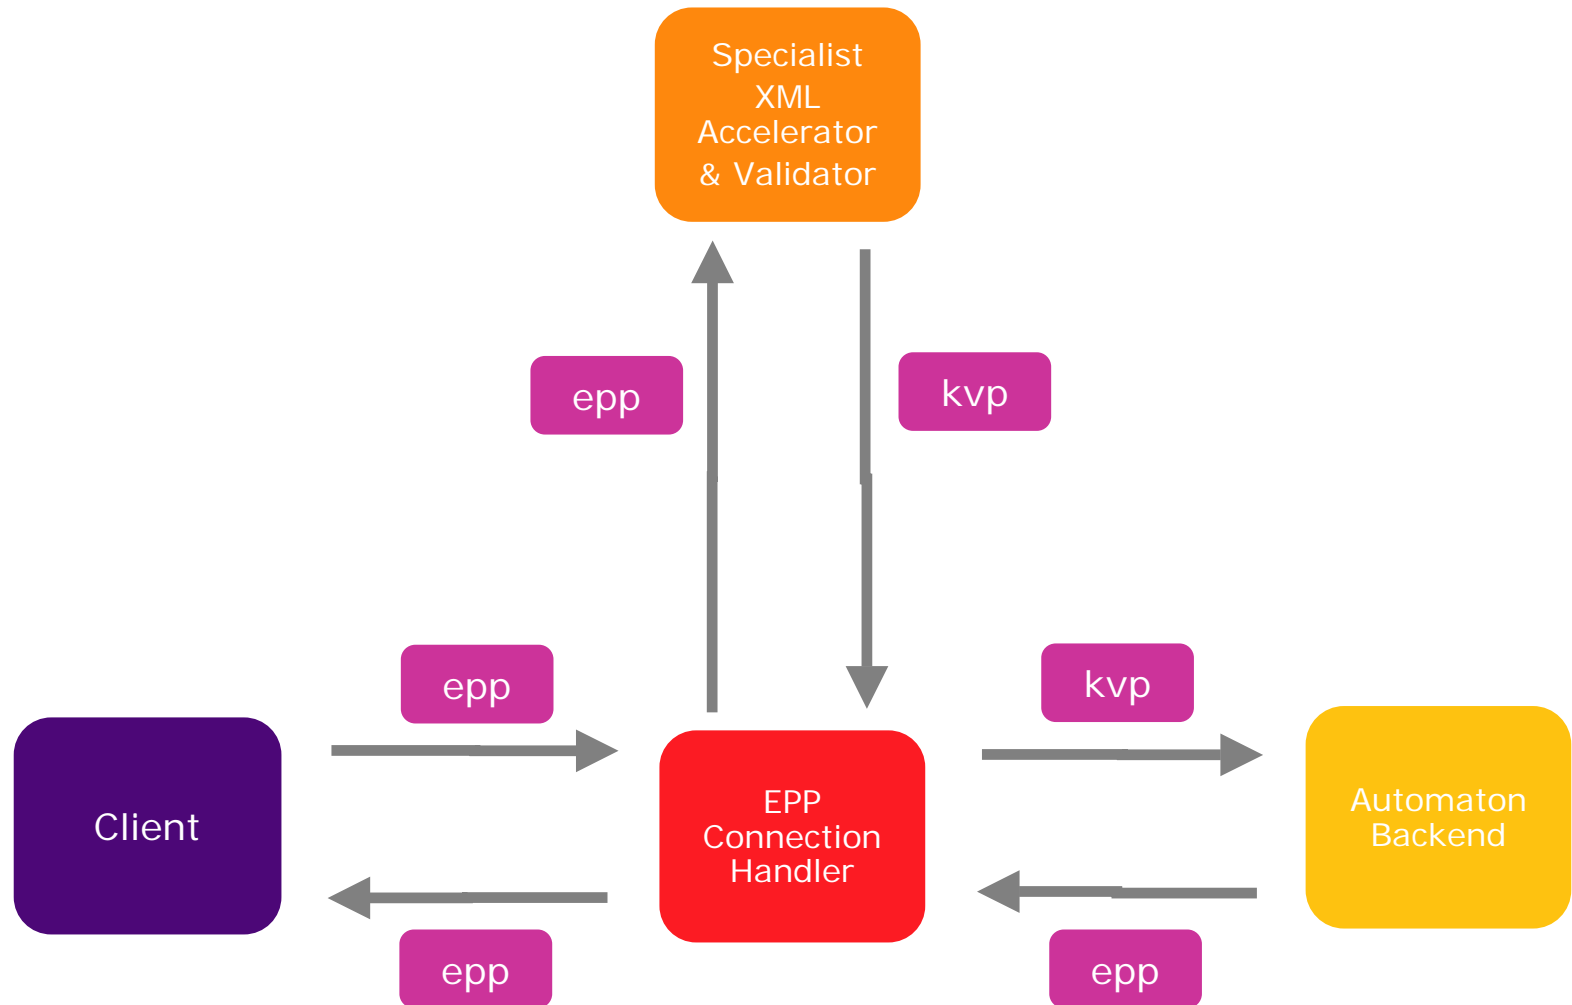 Specialist
XML
Accelerator
& Validator
epp
kvp
epp
kvp
Client
EPP
Connection
Handler
Automaton
Backend
epp
epp